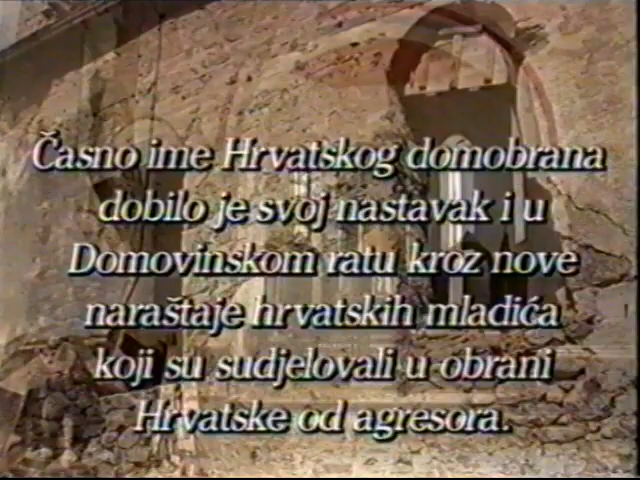 Časno ime Hrvatskog domobrana
dobilo je svoj nastavak i u
Domovinskom ratu kroz nove
naraštaje hrvatskih mladića
koji su sudjelovali u obrani
Hrvatske od agresora.